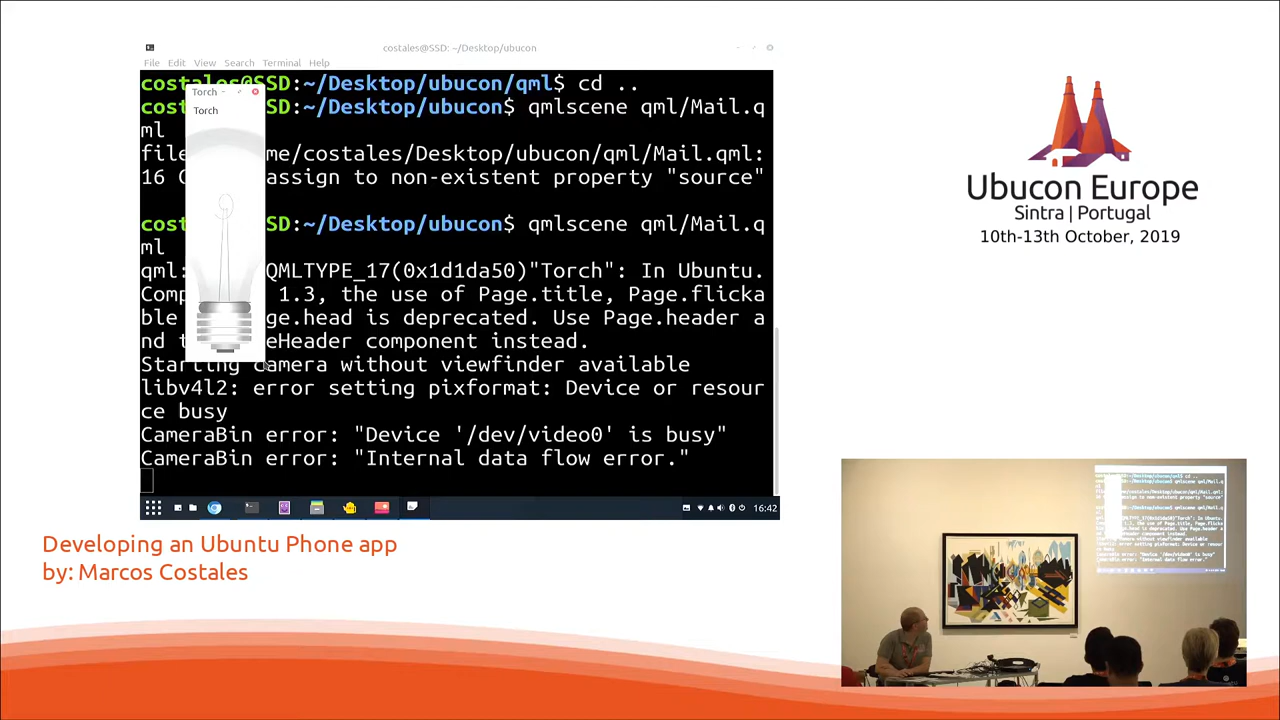 costales@SSD: ~/Desktop/ubucon
File Edit View Search Terminal Help
costales@SSD:~/Desktop/ubucon/qml$ cd ..
Torch
Torch
cost SSD:~/Desktop/ubucon$ qmlscene qml/Mail.q
ml
file me/costales/Desktop/ubucon/qml/Mail.qml:
16 C assign to non-existent property "source"
cost SD:~/Desktop/ubucon$ qmlscene qml/Mail.q
ml
qml: QMLTYPE_17(0x1d1da50)"Torch": In Ubuntu.
Comp 1.3, the use of Page.title, Page.flicka
ble ge.head is deprecated. Use Page.header a
nd t eHeader component instead.
Starting camera without viewfinder available
libv4l2: error setting pixformat: Device or resour
ce busy
CameraBin error: "Device '/dev/video0' is busy"
CameraBin error: "Internal data flow error."
16:42
Ubucon Europe
Sintra | Portugal
10th-13th October, 2019
Developing an Ubuntu Phone app
by: Marcos Costales